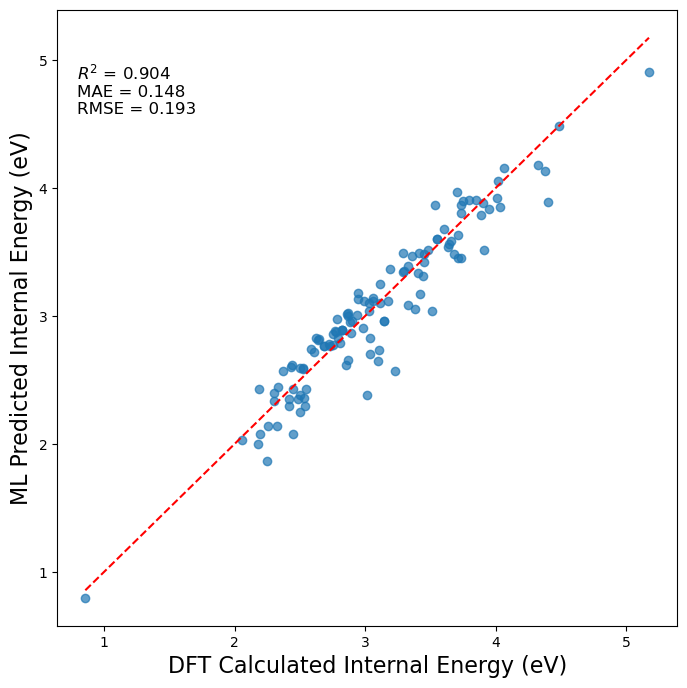 R² = 0.904
MAE = 0.148
RMSE = 0.193
ML Predicted Internal Energy (eV)
5
4
3
2
1
1 2 3 4 5
DFT Calculated Internal Energy (eV)